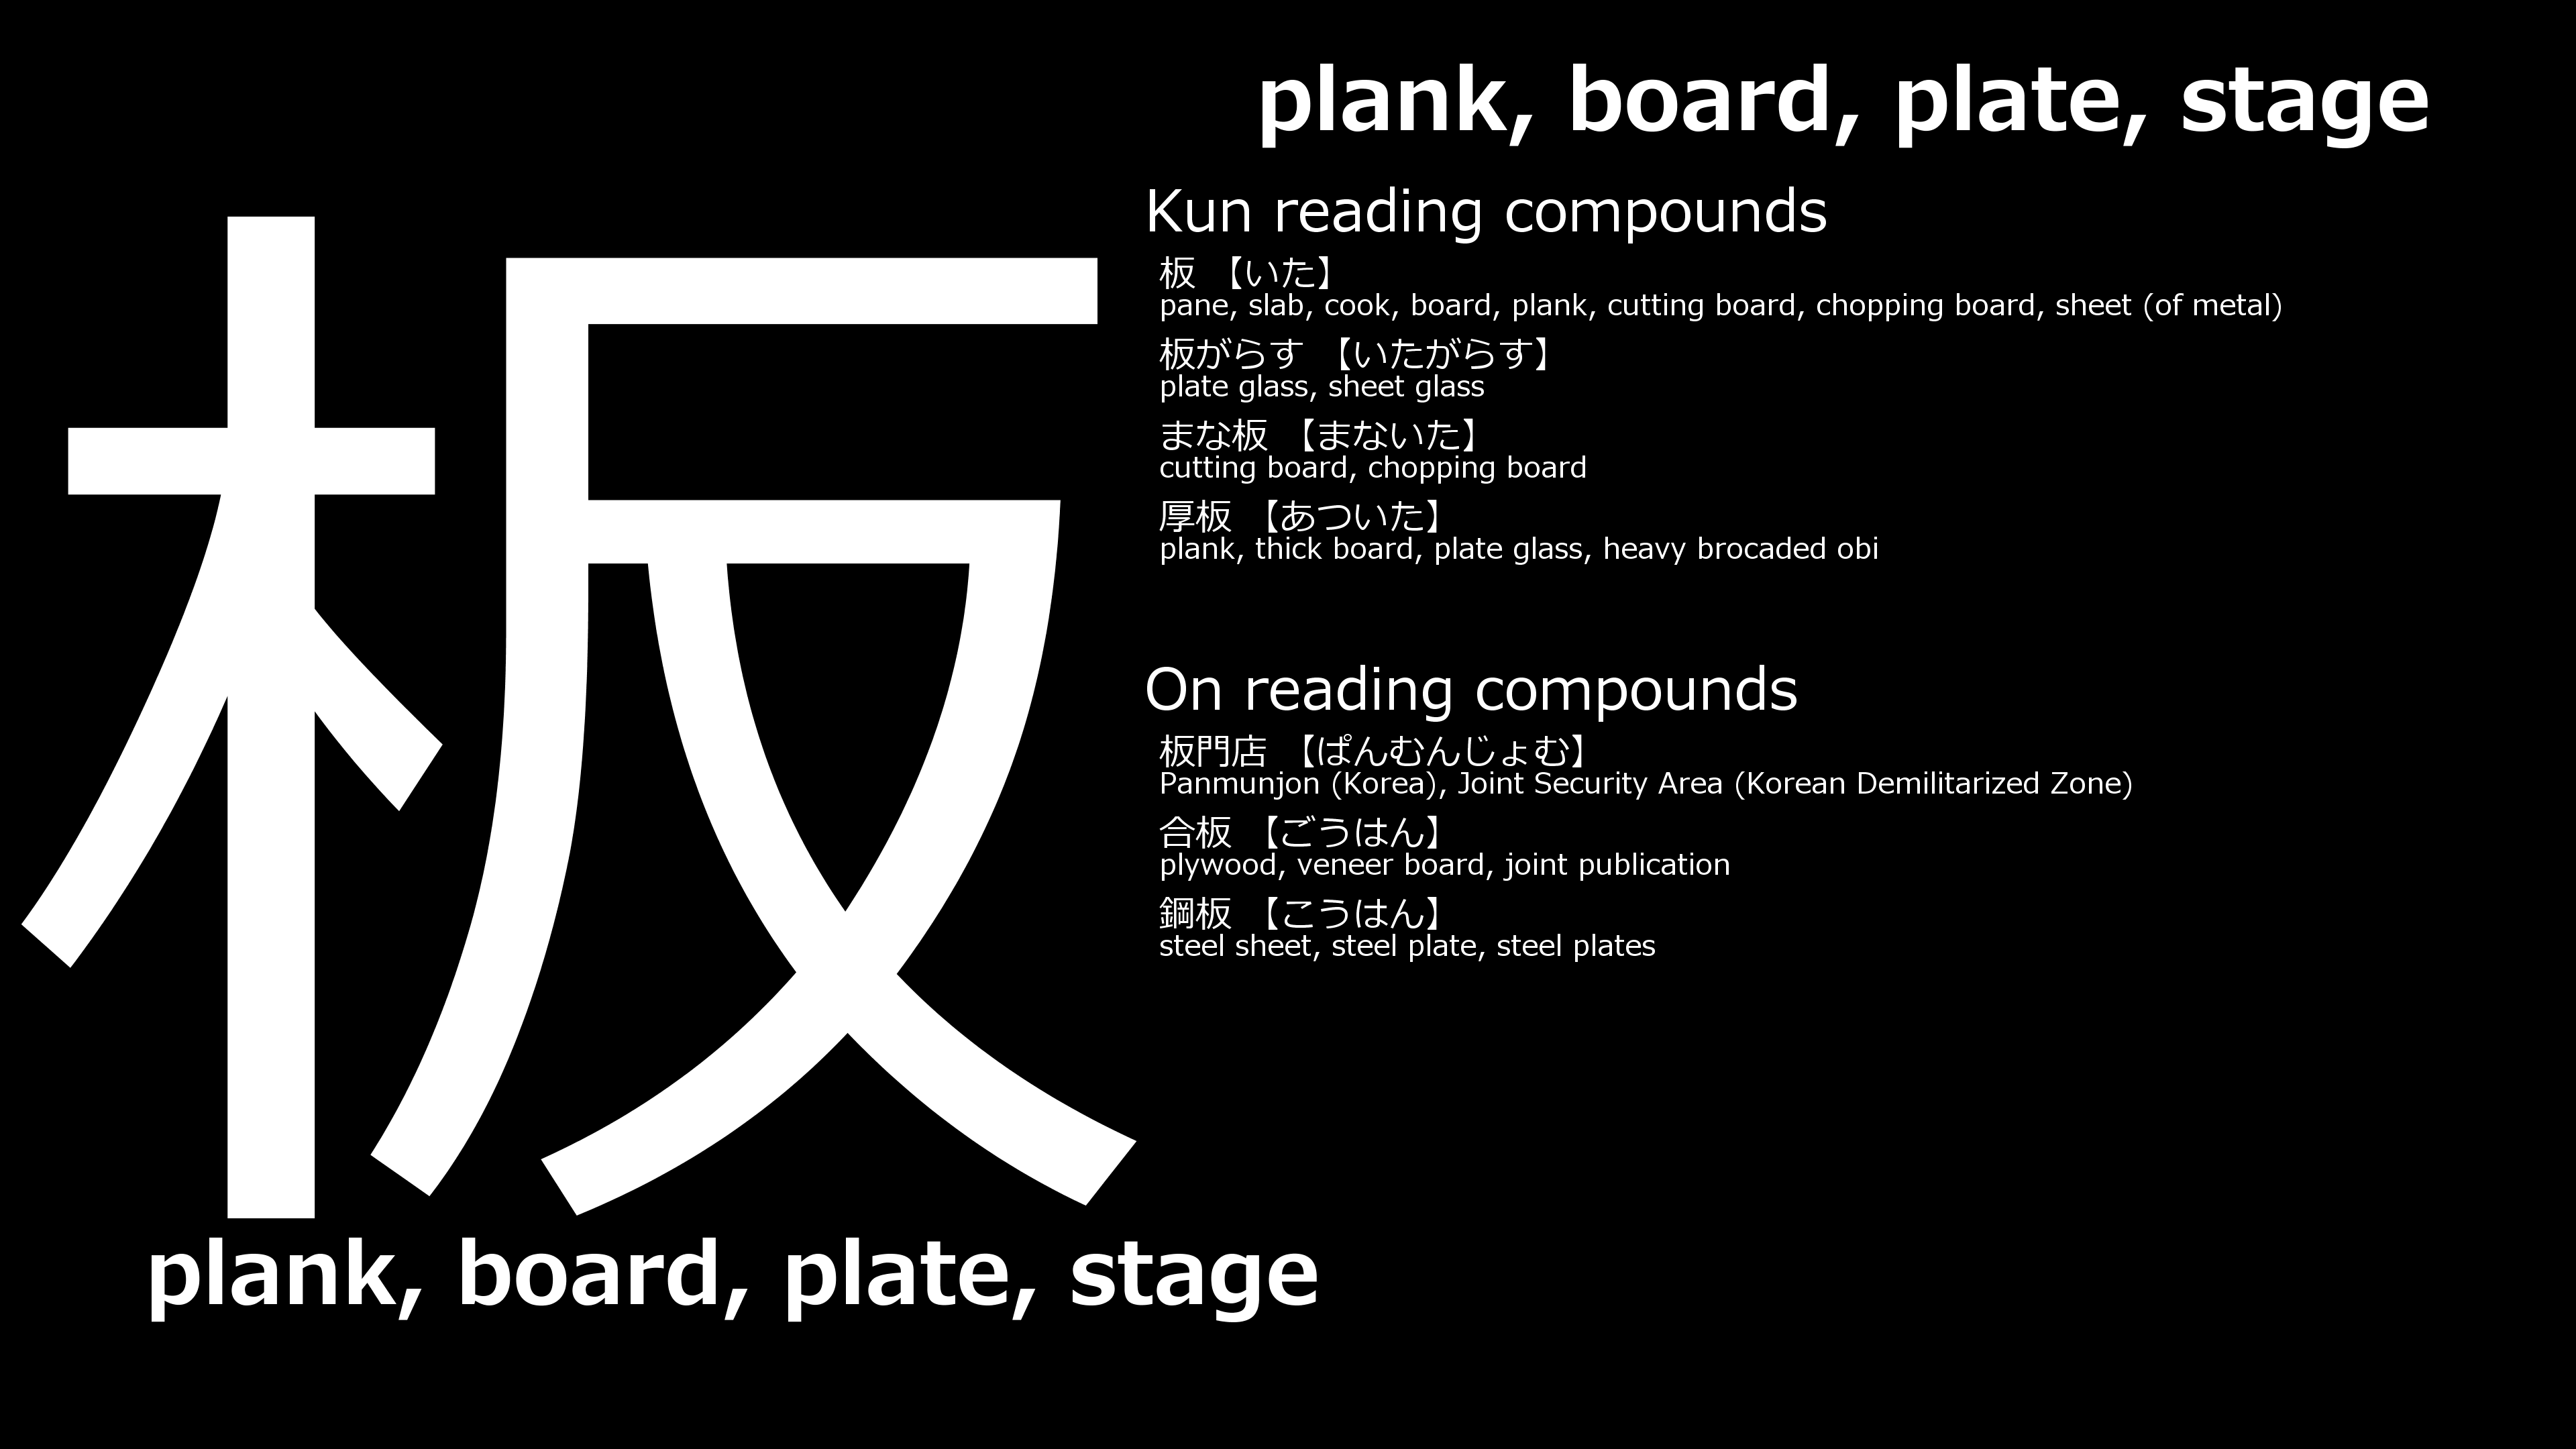 板
plank, board, plate, stage
plank, board, plate, stage
Kun reading compounds
板 【いた】
pane, slab, cook, board, plank, cutting board, chopping board, sheet (of metal)
板がらす 【いたがらす】
plate glass, sheet glass
まな板 【まないた】
cutting board, chopping board
厚板 【あついた】
plank, thick board, plate glass, heavy brocaded obi
On reading compounds
板門店 【ぱんむんじょむ】
Panmunjon (Korea), Joint Security Area (Korean Demilitarized Zone)
合板 【ごうはん】
plywood, veneer board, joint publication
鋼板 【こうはん】
steel sheet, steel plate, steel plates